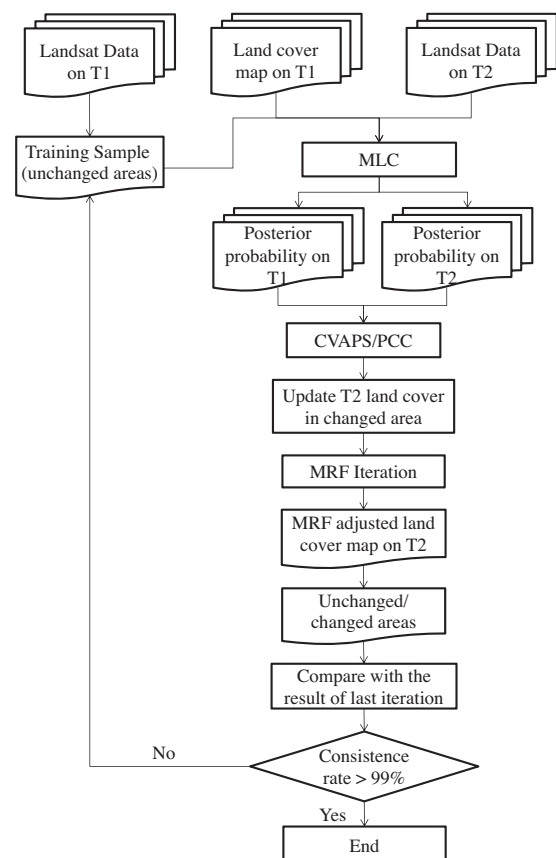 Landsat Data
on T1
Land cover
map on T1
Landsat Data
on T2
Training Sample
(unchanged areas)
MLC
Posterior
probability on
T1
Posterior
probability on
T2
CVAPS/PCC
Update T2 land cover
in changed area
MRF Iteration
MRF adjusted land
cover map on T2
Unchanged/
changed areas
Compare with the
result of last iteration
No
Consistence
rate > 99%
Yes
End